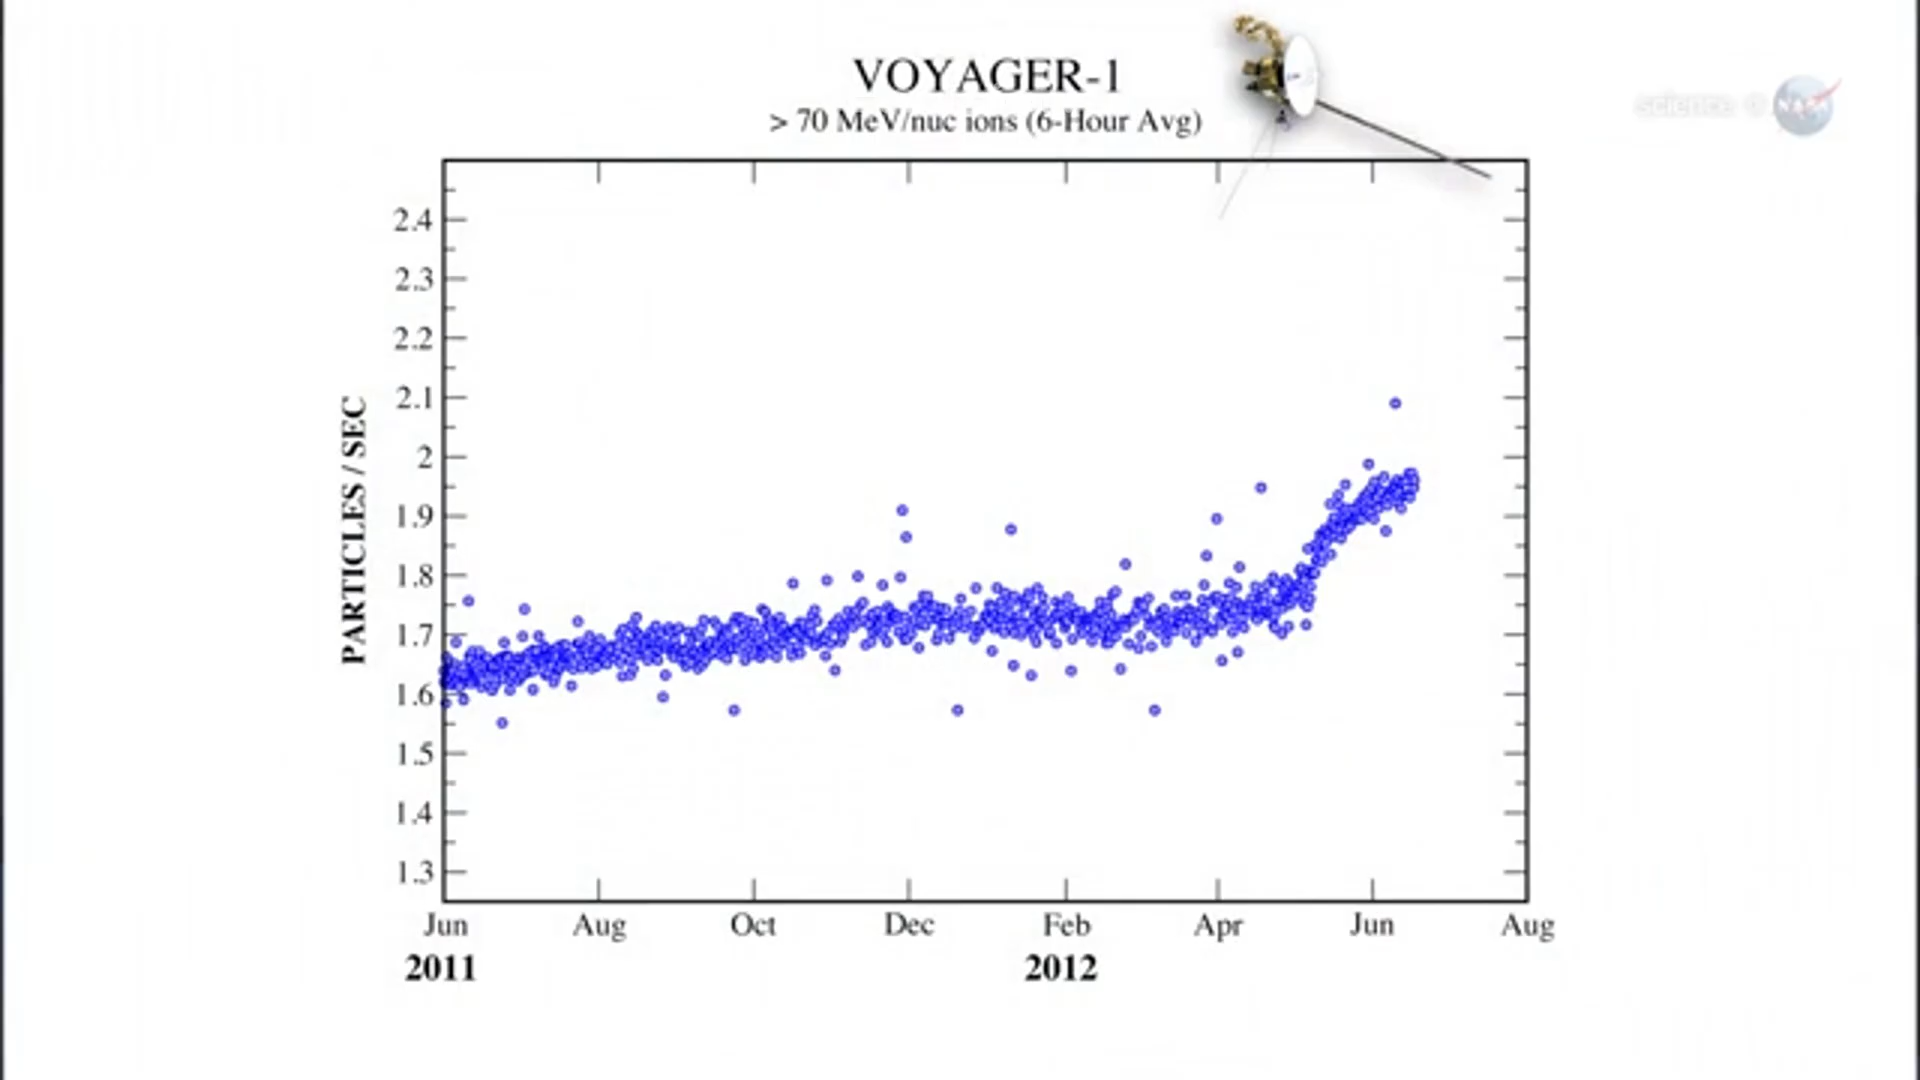 VOYAGER-1
> 70 MeV/nuc ions (6-Hour Avg)
science @ NASA
PARTICLES / SEC
2.4
2.3
2.2
2.1
2
1.9
1.8
1.7
1.6
1.5
1.4
1.3
Jun Aug Oct Dec Feb Apr Jun Aug
2011 2012